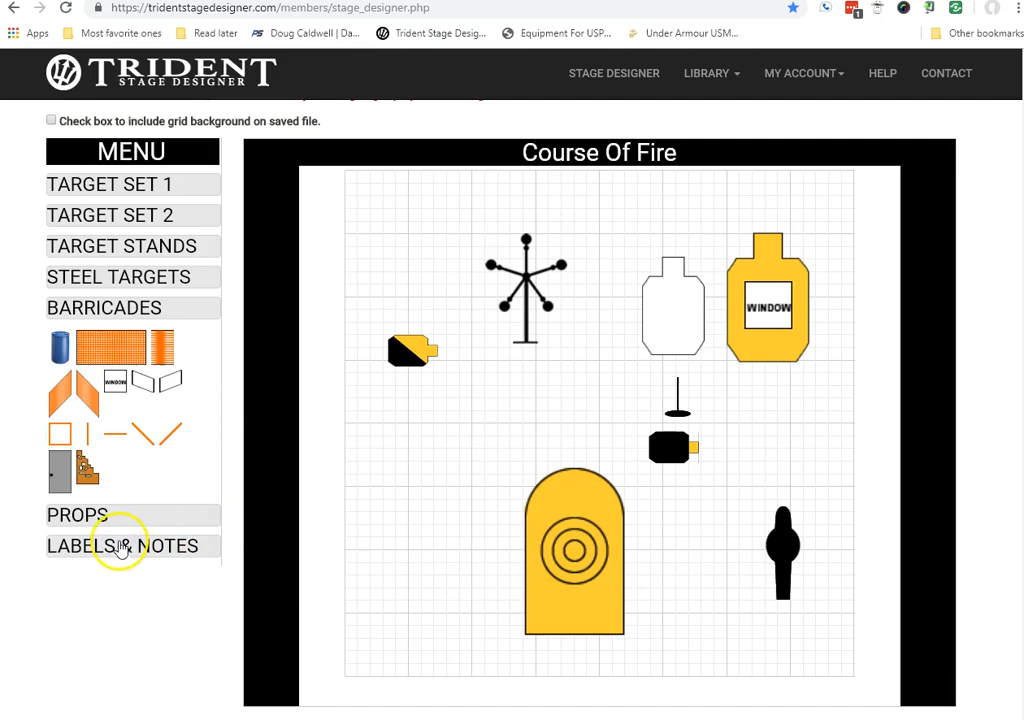 https://tridentstagedesigner.com/members/stage_designer.php
1
Apps
Most favorite ones
Read later
Doug Caldwell | Da...
Trident Stage Desig...
Equipment For USP...
Under Armour USM...
Other bookmarks
TRIDENT
STAGE DESIGNER
STAGE DESIGNER
LIBRARY
MY ACCOUNT
HELP
CONTACT
Check box to include grid background on saved file.
MENU
Course Of Fire
TARGET SET 1
TARGET SET 2
TARGET STANDS
STEEL TARGETS
BARRICADES
WINDOW
WINDOW
PROPS
LABELS & NOTES